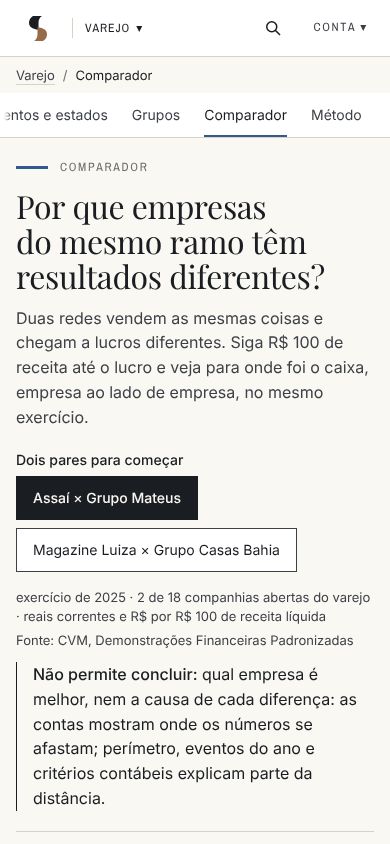 VAREJO ▼
CONTA ▼
Varejo / Comparador
entos e estados Grupos Comparador Método
COMPARADOR
Por que empresas
do mesmo ramo têm
resultados diferentes?
Duas redes vendem as mesmas coisas e
chegam a lucros diferentes. Siga R$ 100 de
receita até o lucro e veja para onde foi o caixa,
empresa ao lado de empresa, no mesmo
exercício.
Dois pares para começar
Assaí × Grupo Mateus
Magazine Luiza × Grupo Casas Bahia
exercício de 2025 · 2 de 18 companhias abertas do varejo
· reais correntes e R$ por R$ 100 de receita líquida
Fonte: CVM, Demonstrações Financeiras Padronizadas
Não permite concluir: qual empresa é
melhor, nem a causa de cada diferença: as
contas mostram onde os números se
afastam; perímetro, eventos do ano e
critérios contábeis explicam parte da
distância.